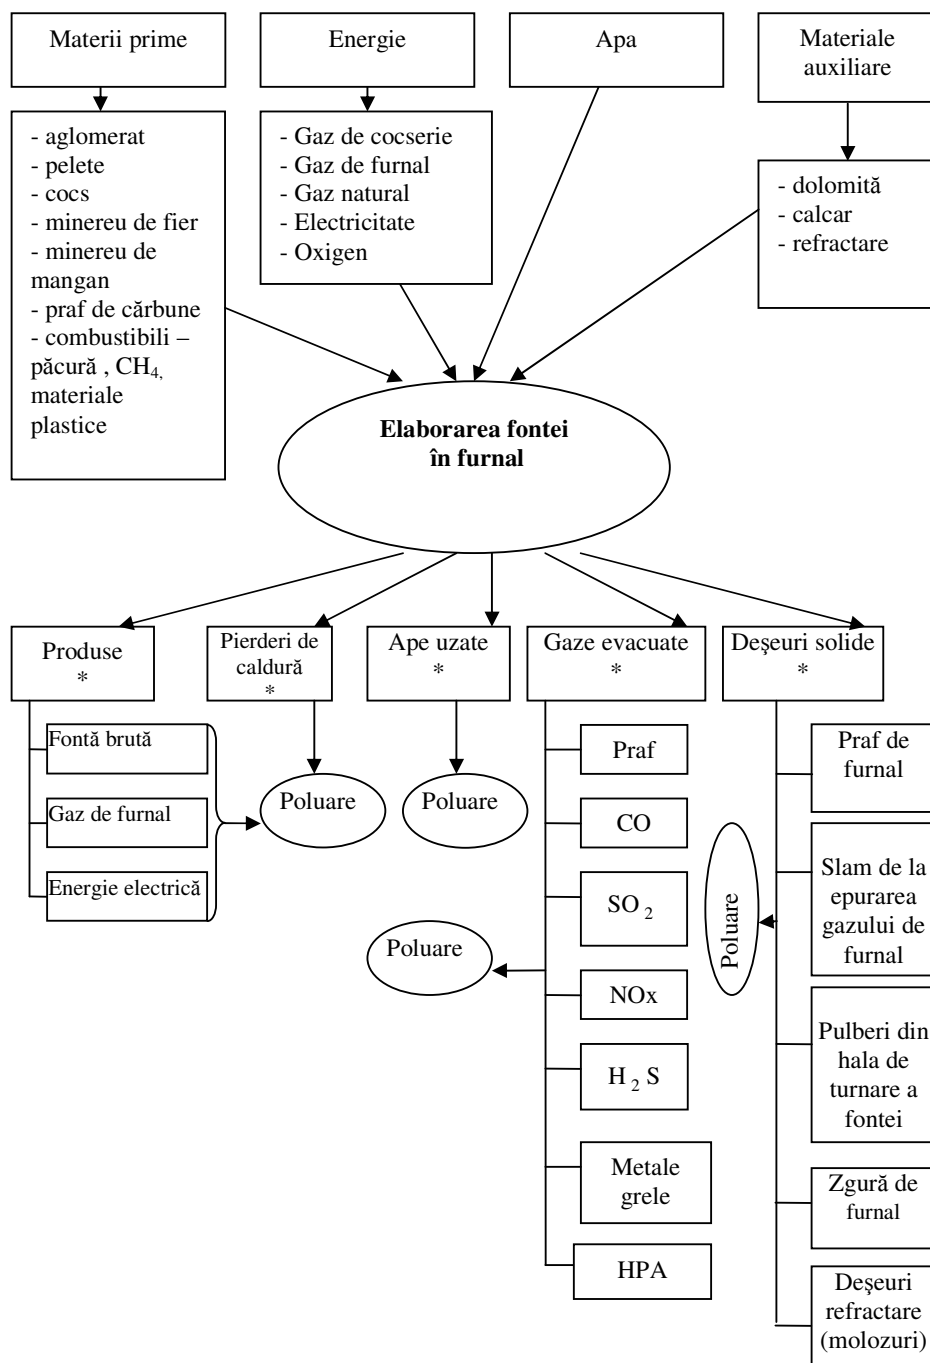 Materii prime
Energie
Apa
Materiale
auxiliare
- aglomerat
- pelete
- cocs
- minereu de fier
- minereu de
mangan
- praf de cărbune
- combustibili –
păcură , CH4,
materiale
plastice
- Gaz de cocserie
- Gaz de furnal
- Gaz natural
- Electricitate
- Oxigen
- dolomită
- calcar
- refractare
Elaborarea fontei
în furnal
Produse
*
Pierderi de
caldură
*
Ape uzate
*
Gaze evacuate
*
Deşeuri solide
*
Fontă brută
Gaz de furnal
Energie electrică
Poluare
Poluare
Poluare
Praf
CO
SO 2
NOx
H 2 S
Metale
grele
HPA
Poluare
Praf de
furnal
Slam de la
epurarea
gazului de
furnal
Pulberi din
hala de
turnare a
fontei
Zgură de
furnal
Deşeuri
refractare
(molozuri)